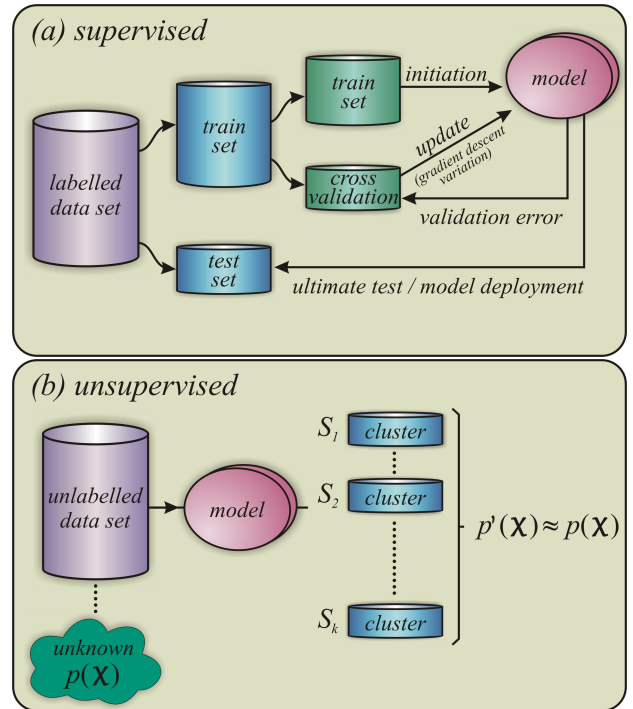 (a) supervised
labelled
data set
train
set
train
set
initiation
model
update
(gradient descent
variation)
cross
validation
validation error
test
set
ultimate test / model deployment
(b) unsupervised
unlabelled
data set
model
S1 cluster
S2 cluster
Sk cluster
p'(χ) ≈ p(χ)
unknown
p(χ)